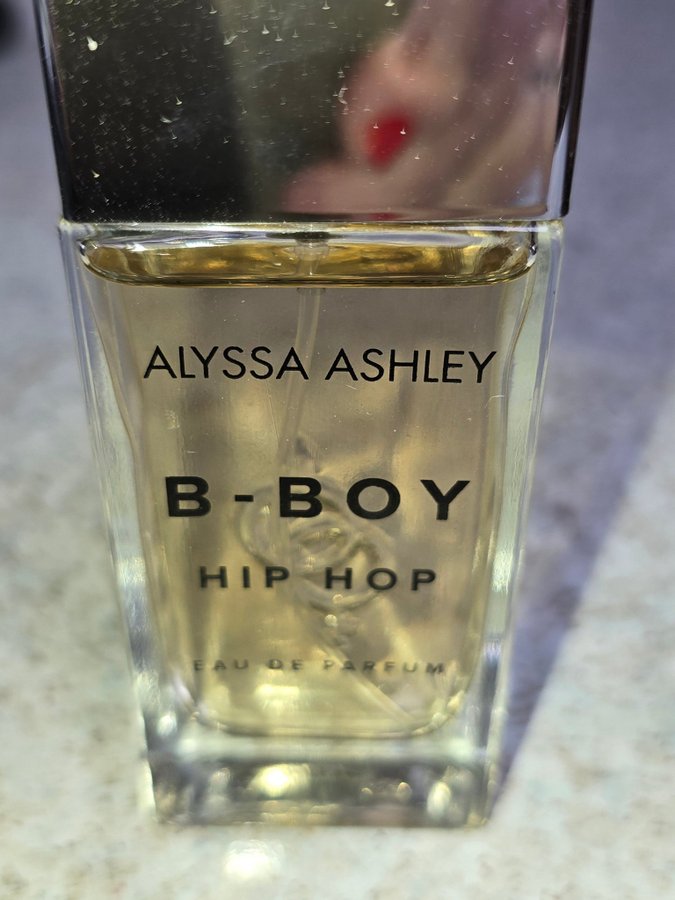 ALYSSA ASHLEY
B-BOY
HIP HOP
EAU DE PARFUM